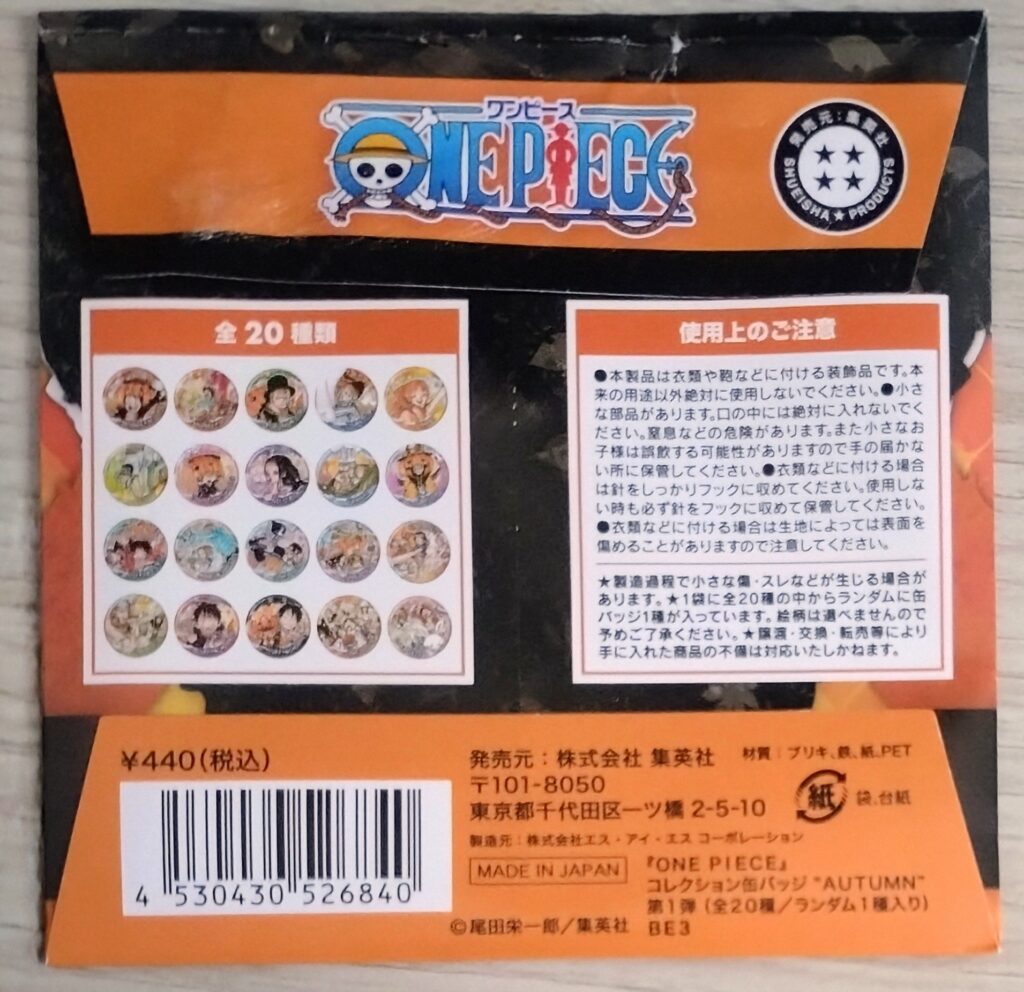 ワンピース
ONE PIECE
発売元:集英社
SHUEISHA★PRODUCTS
全 20 種類
使用上のご注意
●本製品は衣類や鞄などに付ける装飾品です。本
来の用途以外絶対に使用しないでください。●小さ
な部品があります。口の中には絶対に入れないでく
ださい。窒息などの危険があります。また小さなお
子様は誤飲する可能性がありますので手の届かな
い所に保管してください。●衣類などに付ける場合
は針をしっかりフックに収めてください。使用しな
い時も必ず針をフックに収めて保管してください。
●衣類などに付ける場合は生地によっては表面を
傷めることがありますので注意してください。
★製造過程で小さな傷・スレなどが生じる場合が
あります。★1袋に全20種の中からランダムに缶
バッジ1種が入っています。絵柄は選べませんので
予めご了承ください。★譲渡・交換・転売等により
手に入れた商品の不備は対応いたしかねます。
¥440(税込)
4 530430 526840
発売元:株式会社 集英社
〒101-8050
東京都千代田区一ツ橋 2-5-10
製造元:株式会社エス・アイ・エス コーポレーション
材質:ブリキ、鉄、紙、PET
紙 袋、台紙
MADE IN JAPAN
『ONE PIECE』
コレクション缶バッジ "AUTUMN"
第1弾(全20種/ランダム1種入り)
BE3
©尾田栄一郎/集英社